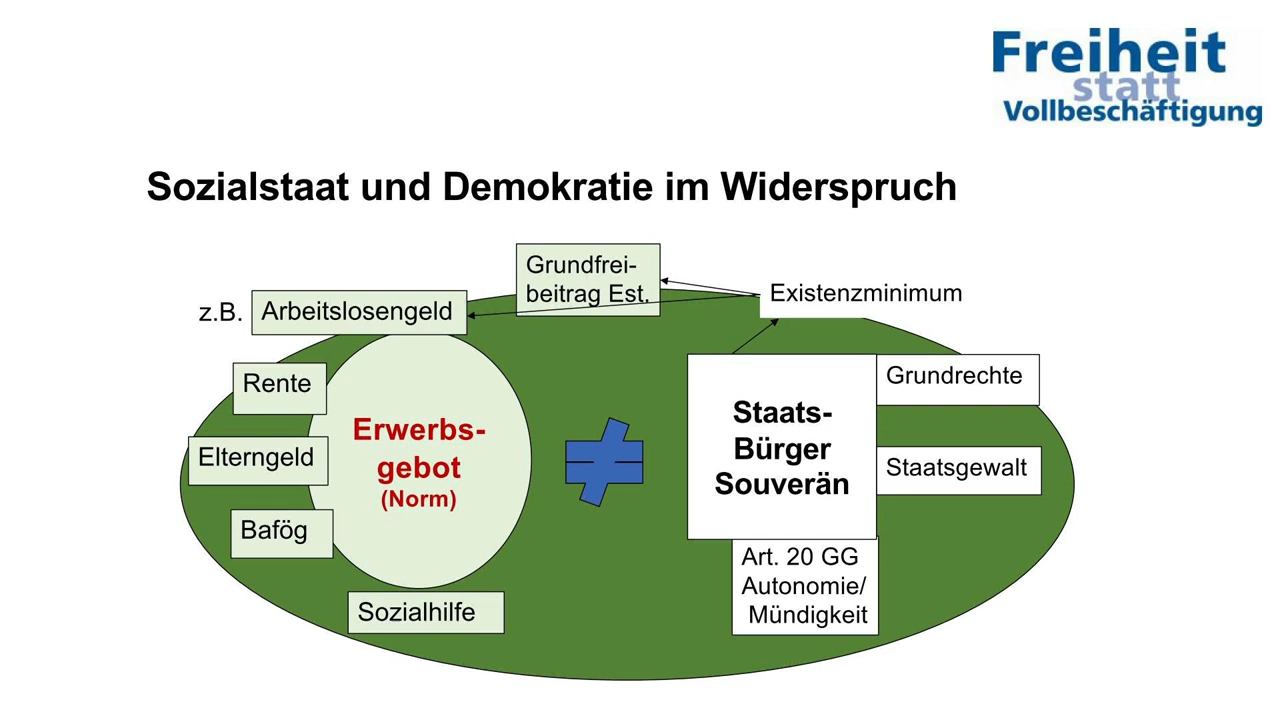 Freiheit
statt
Vollbeschäftigung
Sozialstaat und Demokratie im Widerspruch
Grundfrei-
beitrag Est.
Existenzminimum
z.B. Arbeitslosengeld
Rente
Elterngeld
Bafög
Sozialhilfe
Erwerbs-
gebot
(Norm)
Staats-
Bürger
Souverän
Grundrechte
Staatsgewalt
Art. 20 GG
Autonomie/
Mündigkeit